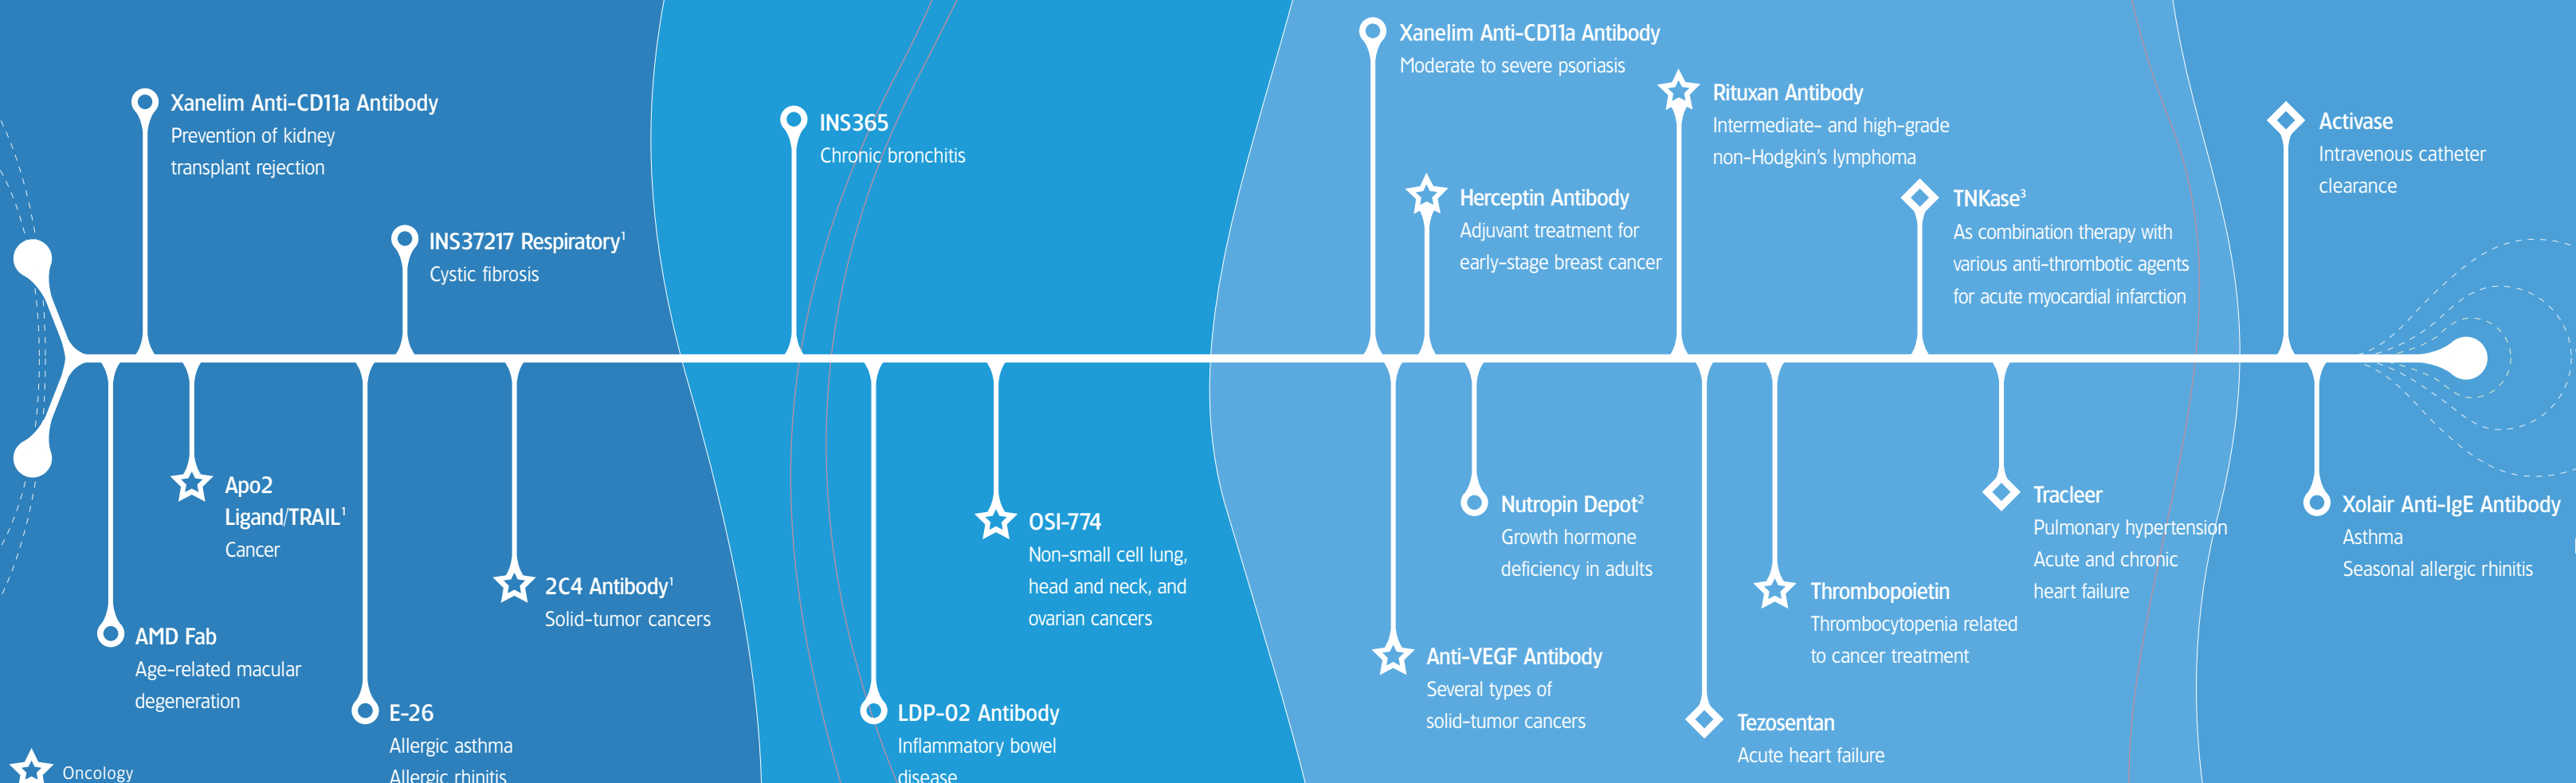 Xanelim Anti-CD11a Antibody
Prevention of kidney
transplant rejection
INS37217 Respiratory¹
Cystic fibrosis
Apo2
Ligand/TRAIL¹
Cancer
2C4 Antibody¹
Solid-tumor cancers
AMD Fab
Age-related macular
degeneration
E-26
Allergic asthma
Allergic rhinitis
Oncology
INS365
Chronic bronchitis
OSI-774
Non-small cell lung,
head and neck, and
ovarian cancers
LDP-02 Antibody
Inflammatory bowel
disease
Xanelim Anti-CD11a Antibody
Moderate to severe psoriasis
Rituxan Antibody
Intermediate- and high-grade
non-Hodgkin's lymphoma
Herceptin Antibody
Adjuvant treatment for
early-stage breast cancer
TNKase³
As combination therapy with
various anti-thrombotic agents
for acute myocardial infarction
Nutropin Depot²
Growth hormone
deficiency in adults
Tracleer
Pulmonary hypertension
Acute and chronic
heart failure
Thrombopoietin
Thrombocytopenia related
to cancer treatment
Anti-VEGF Antibody
Several types of
solid-tumor cancers
Tezosentan
Acute heart failure
Activase
Intravenous catheter
clearance
Xolair Anti-IgE Antibody
Asthma
Seasonal allergic rhinitis